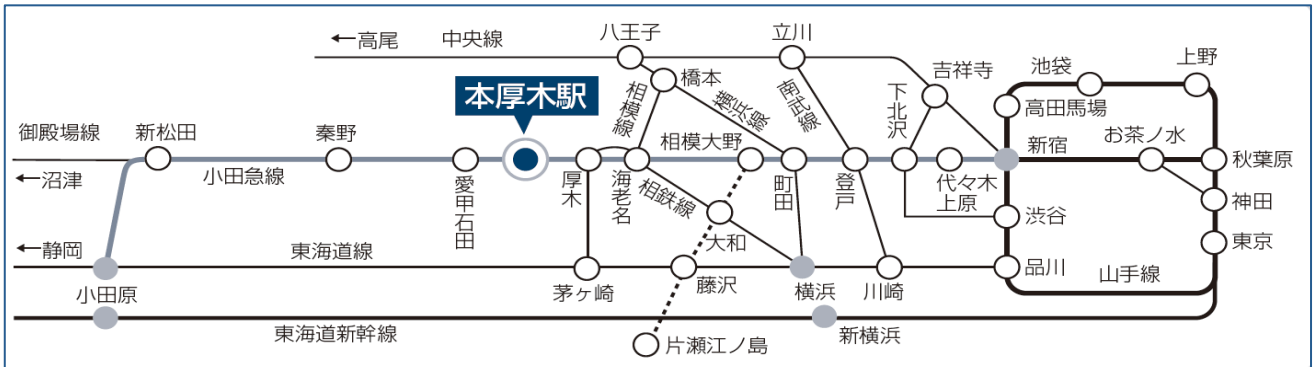 ←高尾
中央線
八王子
立川
吉祥寺
池袋
上野
本厚木駅
橋本
相模線
横浜線
南武線
下北沢
高田馬場
御殿場線
新松田
秦野
相模大野
新宿
お茶ノ水
秋葉原
←沼津
小田急線
愛甲石田
厚木
海老名
相鉄線
町田
登戸
代々木
上原
渋谷
神田
←静岡
東海道線
大和
東京
小田原
茅ヶ崎
藤沢
横浜
川崎
品川
山手線
東海道新幹線
片瀬江ノ島
新横浜